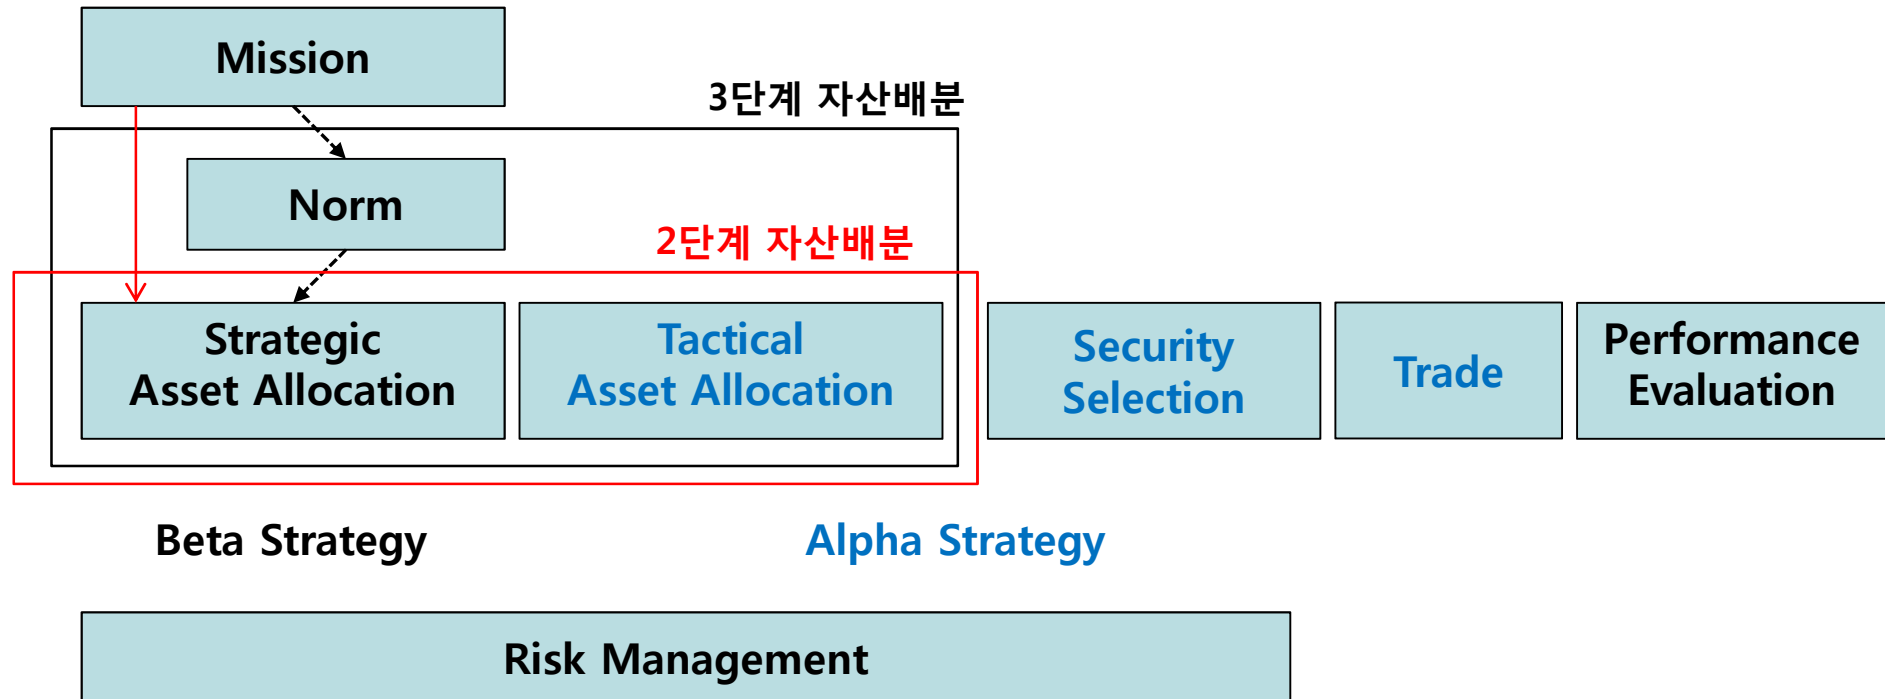 Mission
3단계 자산배분
Norm
2단계 자산배분
Strategic
Asset Allocation
Tactical
Asset Allocation
Security
Selection
Trade
Performance
Evaluation
Beta Strategy
Alpha Strategy
Risk Management